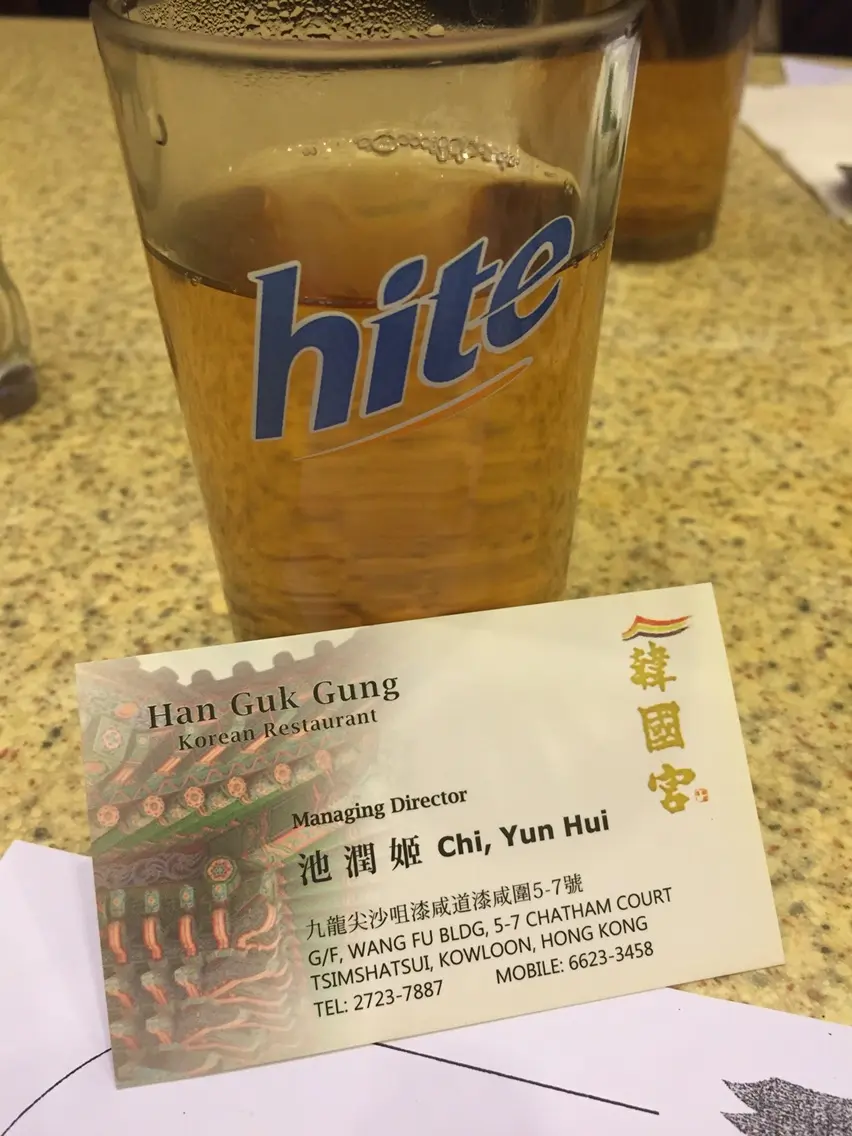 hite
Han Guk Gung
Korean Restaurant
韓國宮
Managing Director
池潤姬 Chi, Yun Hui
九龍尖沙咀漆咸道漆咸圍5-7號
G/F, WANG FU BLDG, 5-7 CHATHAM COURT
TSIMSHATSUI, KOWLOON, HONG KONG
TEL: 2723-7887 MOBILE: 6623-3458